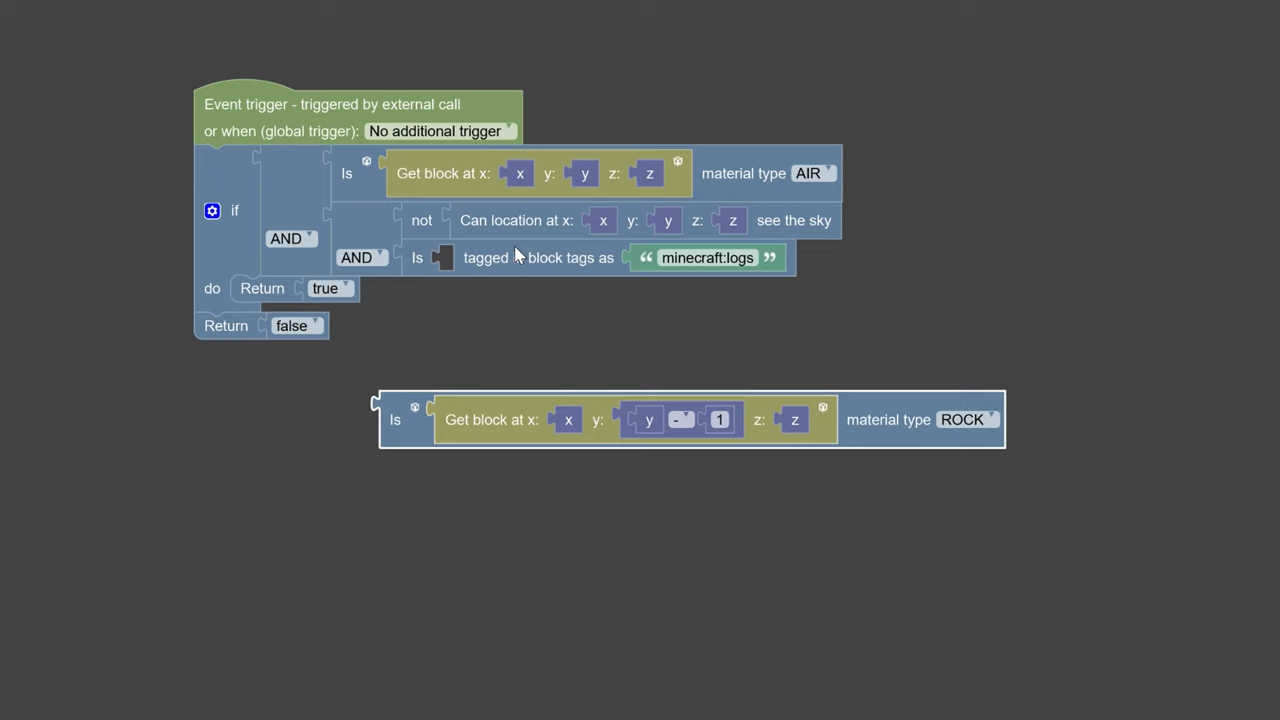 Event trigger - triggered by external call
or when (global trigger): No additional trigger
Is Get block at x: x y: y z: z material type AIR
if
not Can location at x: x y: y z: z see the sky
AND
AND Is tagged block tags as “ minecraft:logs ”
do Return true
Return false
Is Get block at x: x y: y - 1 z: z material type ROCK